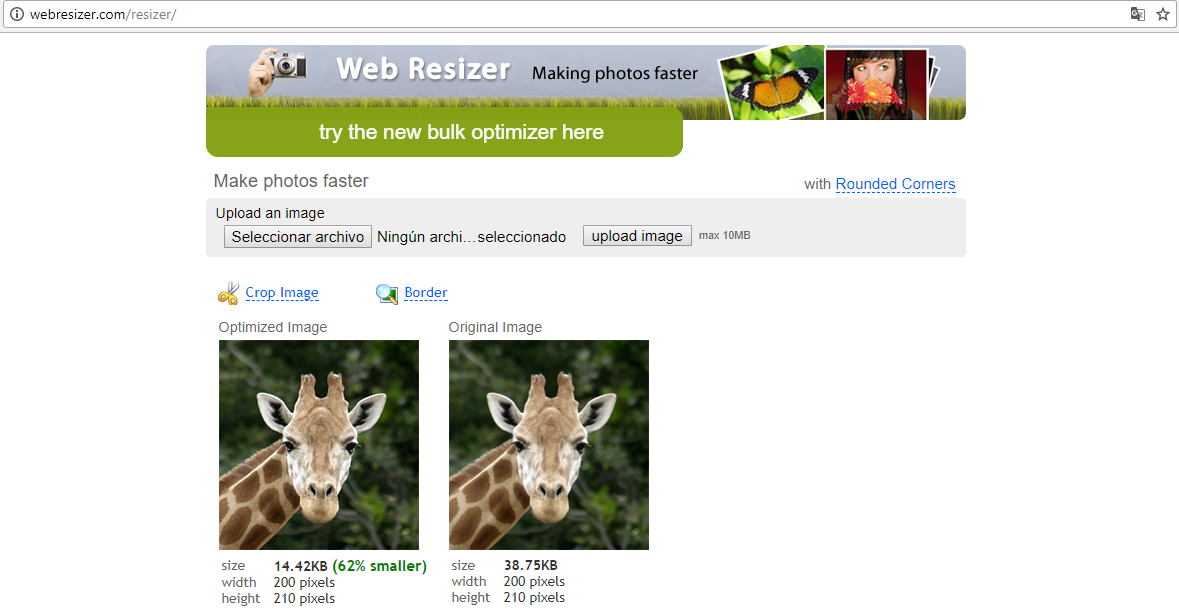 webresizer.com/resizer/
Web Resizer Making photos faster
try the new bulk optimizer here
Make photos faster
with Rounded Corners
Upload an image
Seleccionar archivo Ningún archi…seleccionado upload image max 10MB
Crop Image Border
Optimized Image Original Image
size 14.42KB (62% smaller) size 38.75KB
width 200 pixels width 200 pixels
height 210 pixels height 210 pixels